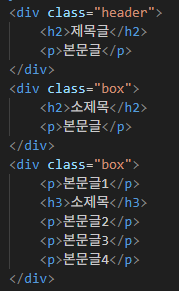 <div class="header">
    <h2>제목글</h2>
    <p>본문글</p>
</div>
<div class="box">
    <h2>소제목</h2>
    <p>본문글</p>
</div>
<div class="box">
    <p>본문글1</p>
    <h3>소제목</h3>
    <p>본문글2</p>
    <p>본문글3</p>
    <p>본문글4</p>
</div>